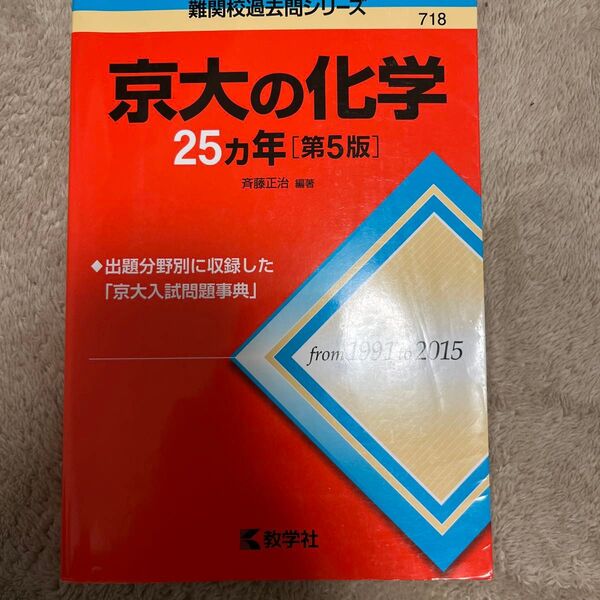 難関校過去問シリーズ
718
京大の化学
25ヵ年[第5版]
斉藤正治 編著
◆出題分野別に収録した
「京大入試問題事典」
from 1991 to 2015
教学社